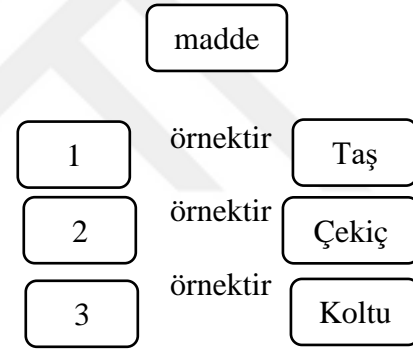 madde
1 örnektir Taş
2 örnektir Çekiç
3 örnektir Koltu